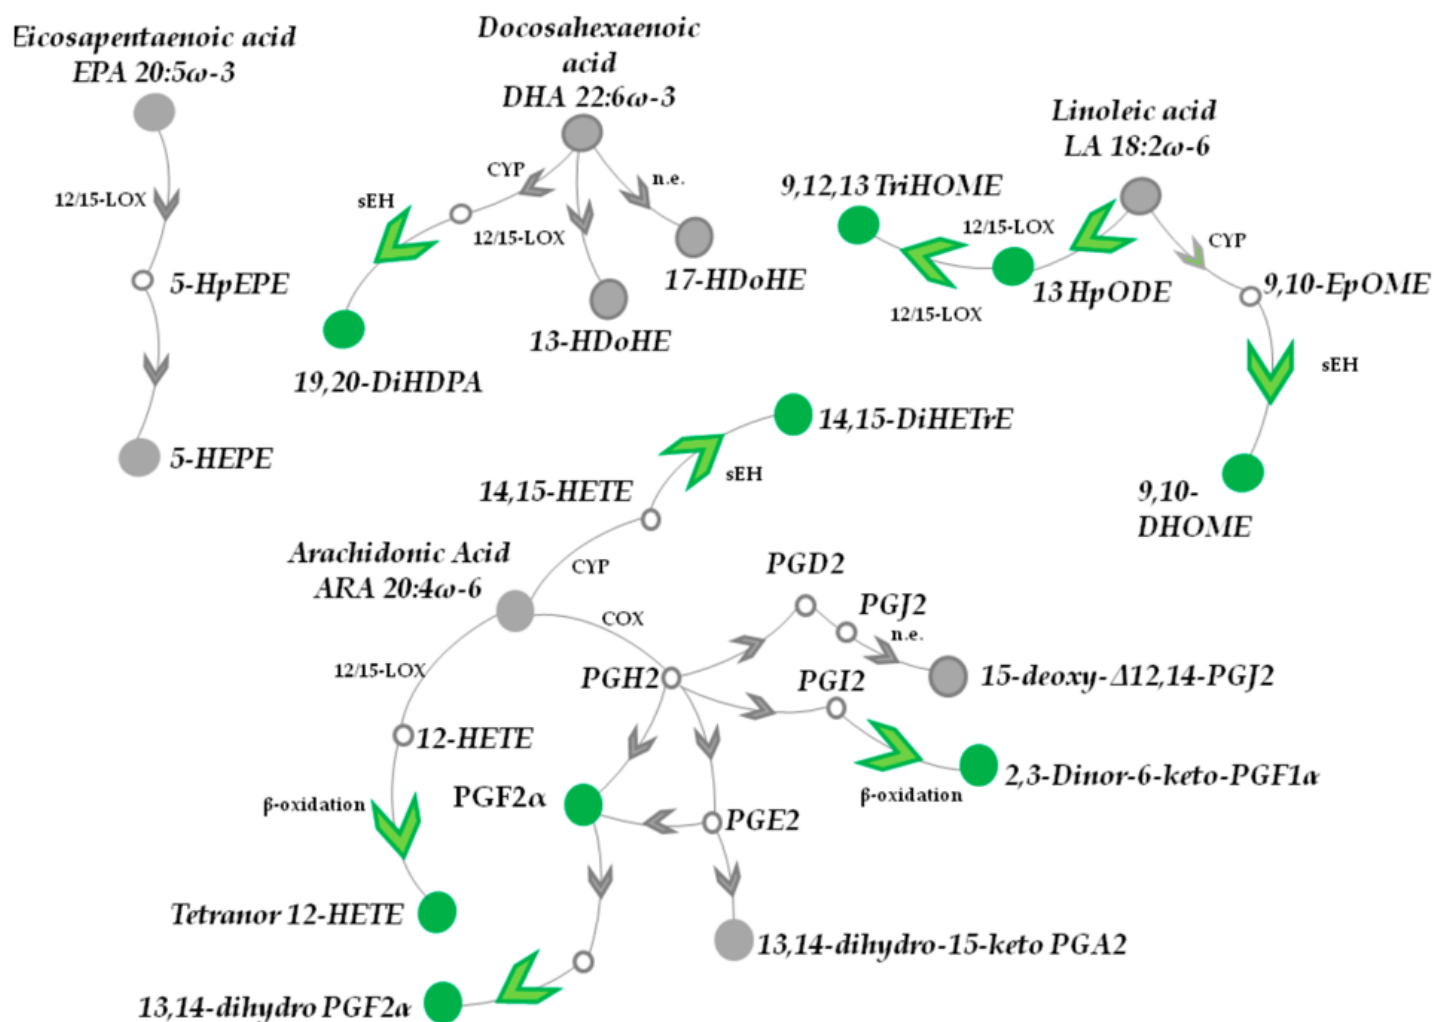 Eicosapentaenoic acid
EPA 20:5ω-3
Docosahexaenoic
acid
DHA 22:6ω-3
Linoleic acid
LA 18:2ω-6
12/15-LOX
5-HpEPE
5-HEPE
CYP
n.e.
sEH
12/15-LOX
17-HDoHE
13-HDoHE
19,20-DiHDPA
9,12,13 TriHOME
12/15-LOX
CYP
13 HpODE
9,10-EpOME
12/15-LOX
sEH
9,10-
DHOME
14,15-DiHETrE
sEH
14,15-HETE
Arachidonic Acid
ARA 20:4ω-6
CYP
COX
12/15-LOX
PGD2
PGJ2
n.e.
PGH2
PGI2
15-deoxy-Δ12,14-PGJ2
12-HETE
β-oxidation
PGF2α
PGE2
2,3-Dinor-6-keto-PGF1α
β-oxidation
Tetranor 12-HETE
13,14-dihydro-15-keto PGA2
13,14-dihydro PGF2α